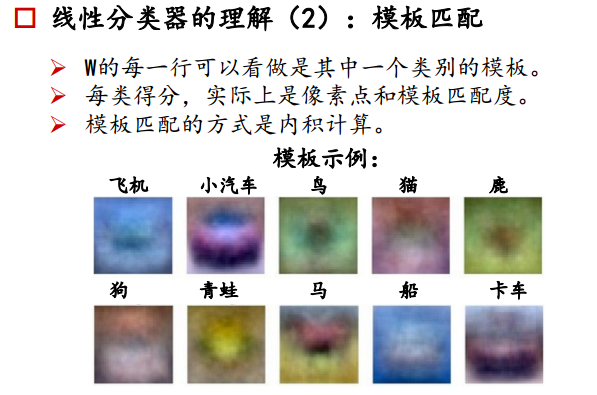 线性分类器的理解（2）：模板匹配
W的每一行可以看做是其中一个类别的模板。
每类得分，实际上是像素点和模板匹配度。
模板匹配的方式是内积计算。
模板示例：
飞机 小汽车 鸟 猫 鹿
狗 青蛙 马 船 卡车